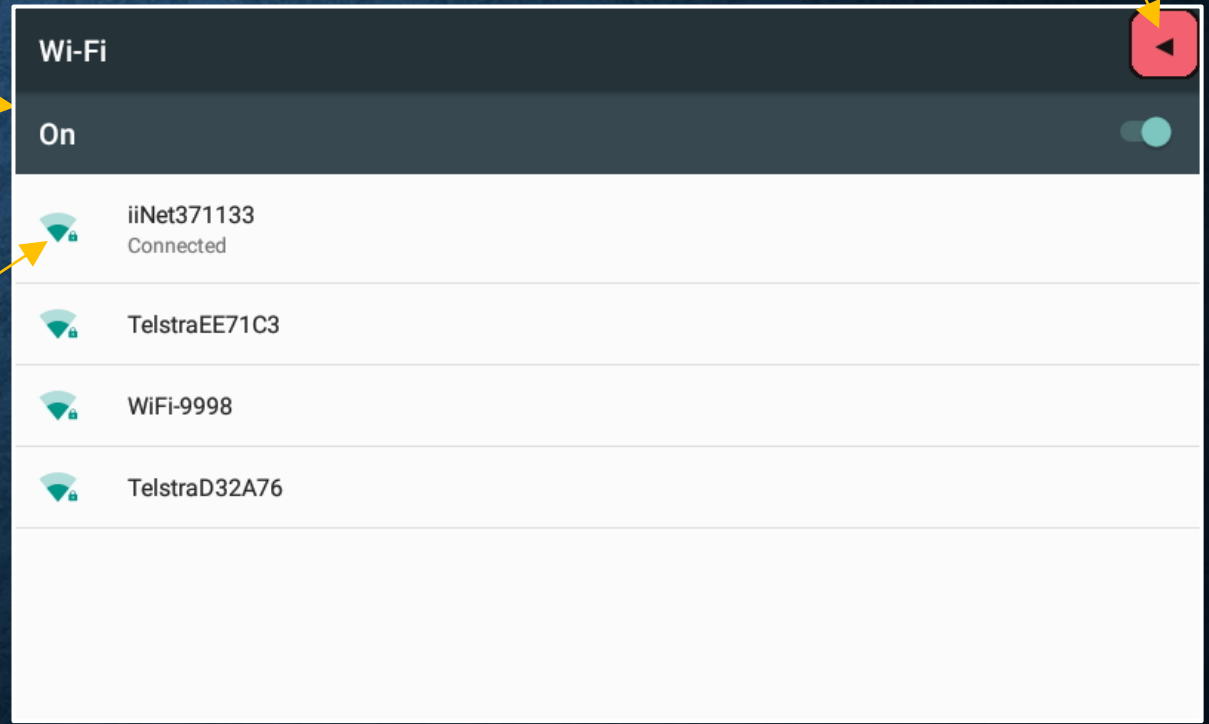 Wi-Fi
On
iiNet371133
Connected
TelstraEE71C3
WiFi-9998
TelstraD32A76